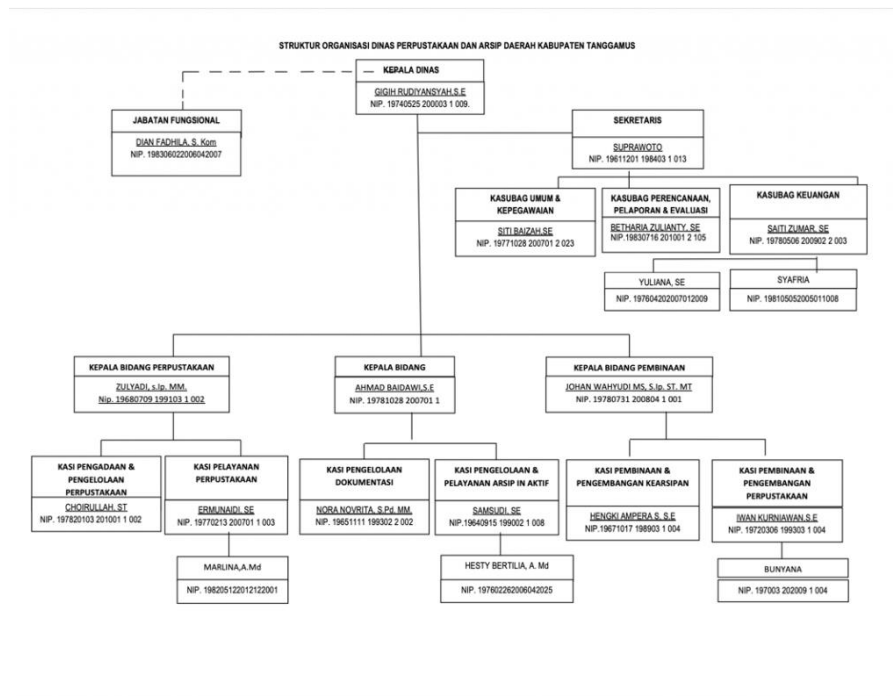 STRUKTUR ORGANISASI DINAS PERPUSTAKAAN DAN ARSIP DAERAH KABUPATEN TANGGAMUS
KEPALA DINAS
GIGIH RUDIYANSYAH,S.E
NIP. 19740525 200003 1 009.
JABATAN FUNGSIONAL
DIAN FADHILA, S. Kom
NIP. 198306022006042007
SEKRETARIS
SUPRAWOTO
NIP. 19611201 198403 1 013
KASUBAG UMUM &
KEPEGAWAIAN
SITI BAIZAH,SE
NIP. 19771028 200701 2 023
KASUBAG PERENCANAAN,
PELAPORAN & EVALUASI
BETHARIA ZULIANTY, SE
NIP.19830716 201001 2 105
KASUBAG KEUANGAN
SAITI ZUMAR, SE
NIP. 19780506 200902 2 003
YULIANA, SE
NIP. 197604202007012009
SYAFRIA
NIP. 198105052005011008
KEPALA BIDANG PERPUSTAKAAN
ZULYADI, s.Ip. MM.
Nip. 19680709 199103 1 002
KEPALA BIDANG
AHMAD BAIDAWI,S.E
NIP. 19781028 200701 1
KEPALA BIDANG PEMBINAAN
JOHAN WAHYUDI MS, S.Ip. ST. MT
NIP. 19780731 200804 1 001
KASI PENGADAAN &
PENGELOLAAN
PERPUSTAKAAN
CHOIRULLAH, ST
NIP. 197820103 201001 1 002
KASI PELAYANAN
PERPUSTAKAAN
ERMUNAIDI, SE
NIP. 19770213 200701 1 003
KASI PENGELOLAAN
DOKUMENTASI
NORA NOVRITA, S.Pd. MM.
NIP. 19651111 199302 2 002
KASI PENGELOLAAN &
PELAYANAN ARSIP IN AKTIF
SAMSUDI, SE
NIP.19640915 199002 1 008
KASI PEMBINAAN &
PENGEMBANGAN KEARSIPAN
HENGKI AMPERA S, S.E
NIP.19671017 198903 1 004
KASI PEMBINAAN &
PENGEMBANGAN
PERPUSTAKAAN
IWAN KURNIAWAN,S.E
NIP. 19720306 199303 1 004
MARLINA,A.Md
NIP. 198205122012122001
HESTY BERTILIA, A. Md
NIP. 197602262006042025
BUNYANA
NIP. 197003 202009 1 004